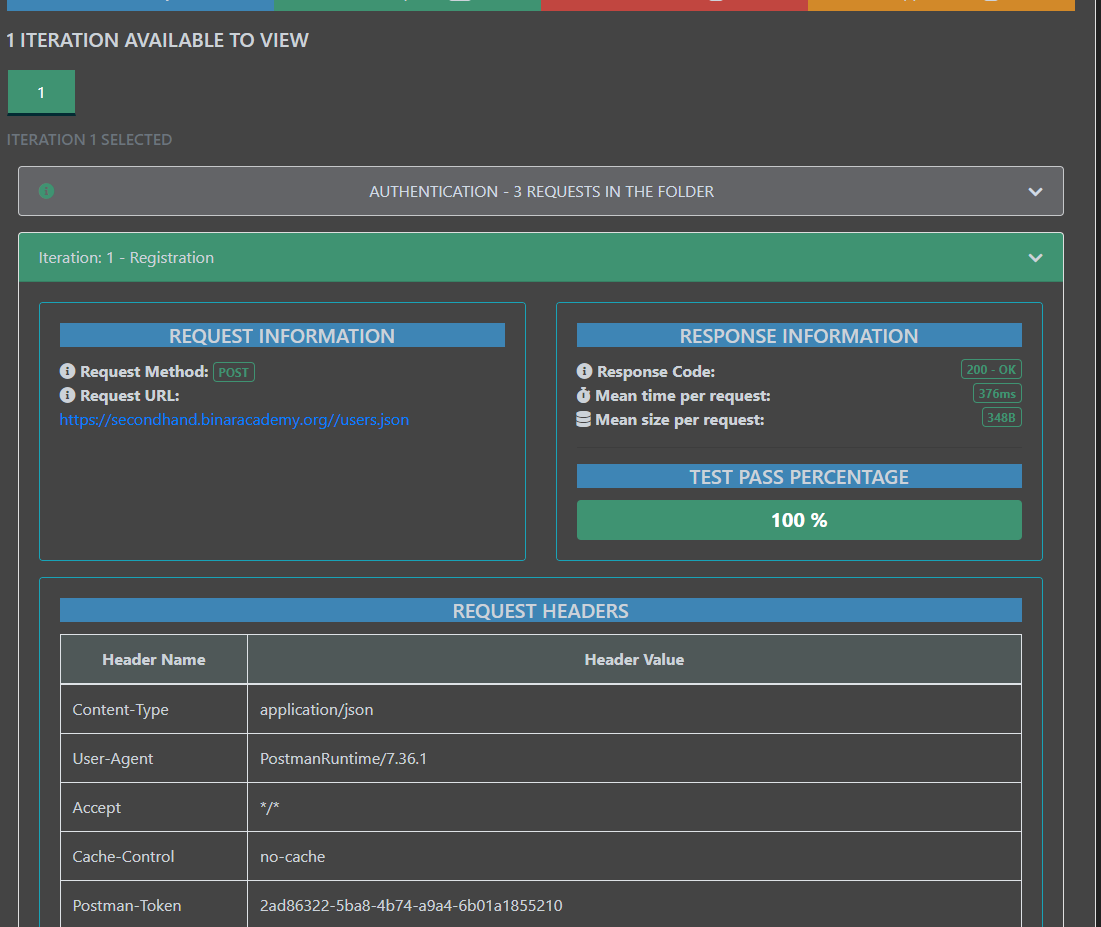 1 ITERATION AVAILABLE TO VIEW
1
ITERATION 1 SELECTED
AUTHENTICATION - 3 REQUESTS IN THE FOLDER
Iteration: 1 - Registration
REQUEST INFORMATION
Request Method: POST
Request URL:
https://secondhand.binaracademy.org//users.json
RESPONSE INFORMATION
Response Code: 200 - OK
Mean time per request: 376ms
Mean size per request: 348B
TEST PASS PERCENTAGE
100 %
REQUEST HEADERS
Header Name Header Value
Content-Type application/json
User-Agent PostmanRuntime/7.36.1
Accept */*
Cache-Control no-cache
Postman-Token 2ad86322-5ba8-4b74-a9a4-6b01a1855210